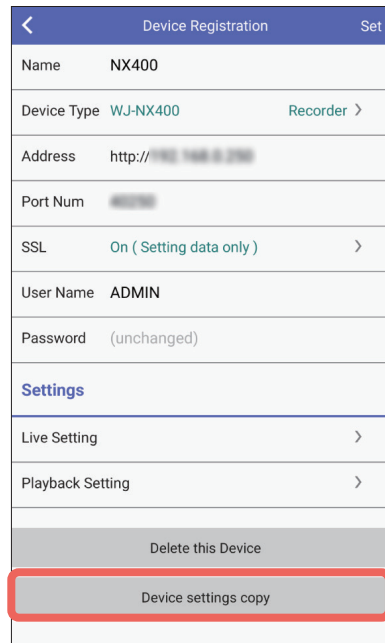 Device Registration Set
Name NX400
Device Type WJ-NX400 Recorder
Address http://
Port Num
SSL On ( Setting data only )
User Name ADMIN
Password (unchanged)
Settings
Live Setting
Playback Setting
Delete this Device
Device settings copy